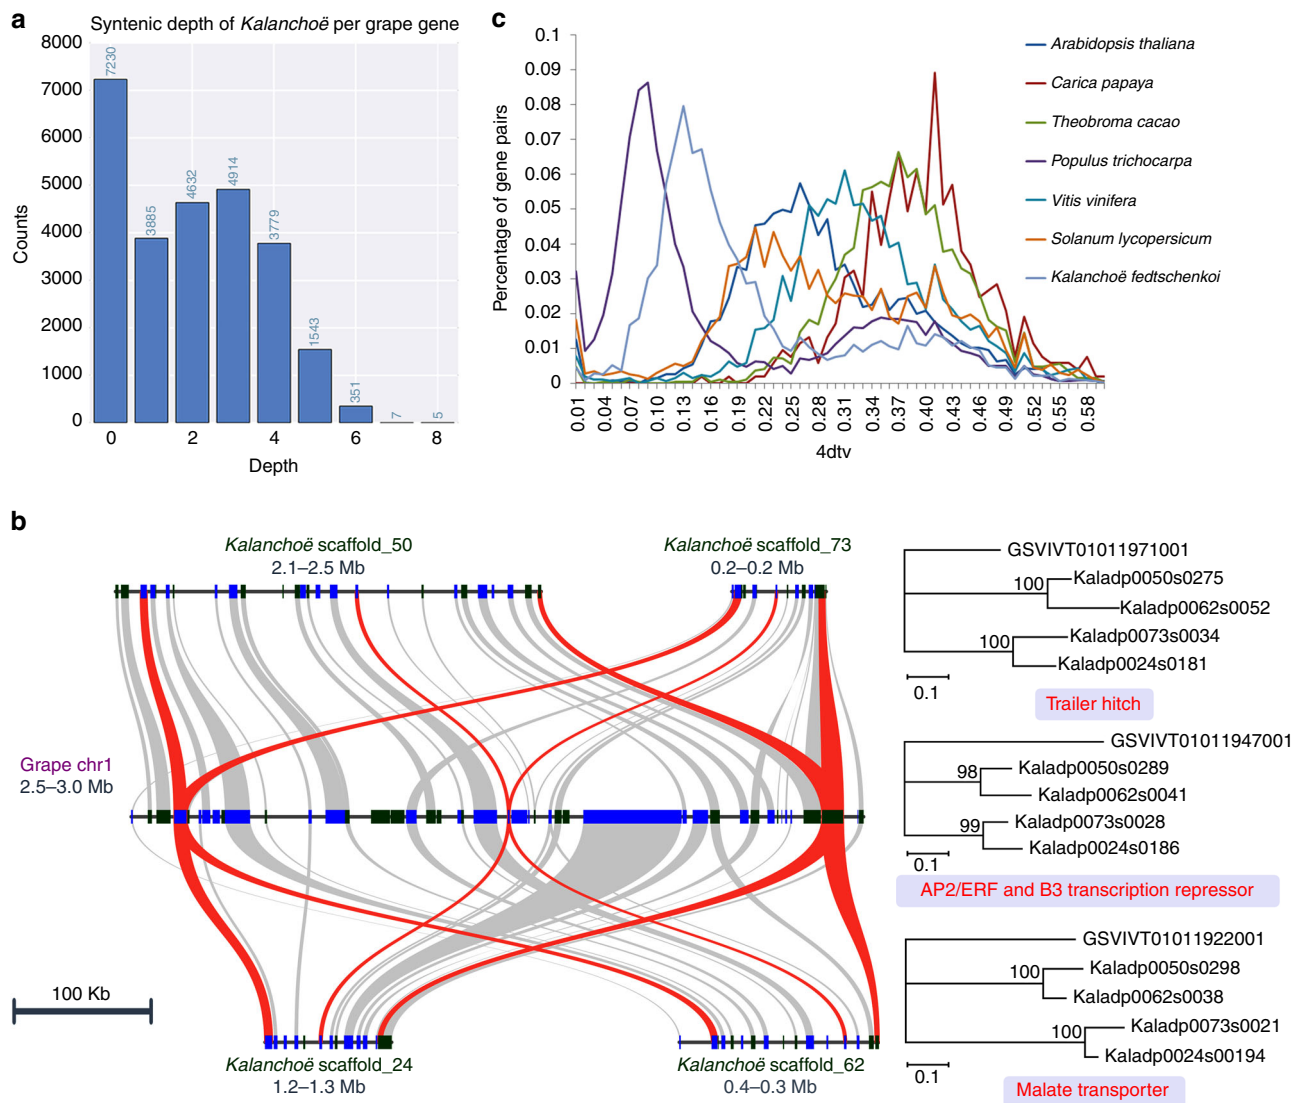 a
Syntenic depth of Kalanchoë per grape gene
8000
7000
6000
5000
4000
3000
2000
1000
0
Counts
7230
3885
4632
4914
3779
1543
351
7
5
0 2 4 6 8
Depth
c
0.1
0.09
0.08
0.07
0.06
0.05
0.04
0.03
0.02
0.01
0
Percentage of gene pairs
0.01 0.04 0.07 0.10 0.13 0.16 0.19 0.22 0.25 0.28 0.31 0.34 0.37 0.40 0.43 0.46 0.49 0.52 0.55 0.58
4dtv
Arabidopsis thaliana
Carica papaya
Theobroma cacao
Populus trichocarpa
Vitis vinifera
Solanum lycopersicum
Kalanchoë fedtschenkoi
b
Kalanchoë scaffold_50
2.1–2.5 Mb
Kalanchoë scaffold_73
0.2–0.2 Mb
Grape chr1
2.5–3.0 Mb
100 Kb
Kalanchoë scaffold_24
1.2–1.3 Mb
Kalanchoë scaffold_62
0.4–0.3 Mb
GSVIVT01011971001
100
Kaladp0050s0275
Kaladp0062s0052
100
Kaladp0073s0034
Kaladp0024s0181
0.1
Trailer hitch
GSVIVT01011947001
98
Kaladp0050s0289
Kaladp0062s0041
99
Kaladp0073s0028
Kaladp0024s0186
0.1
AP2/ERF and B3 transcription repressor
GSVIVT01011922001
100
Kaladp0050s0298
Kaladp0062s0038
100
Kaladp0073s0021
Kaladp0024s00194
0.1
Malate transporter